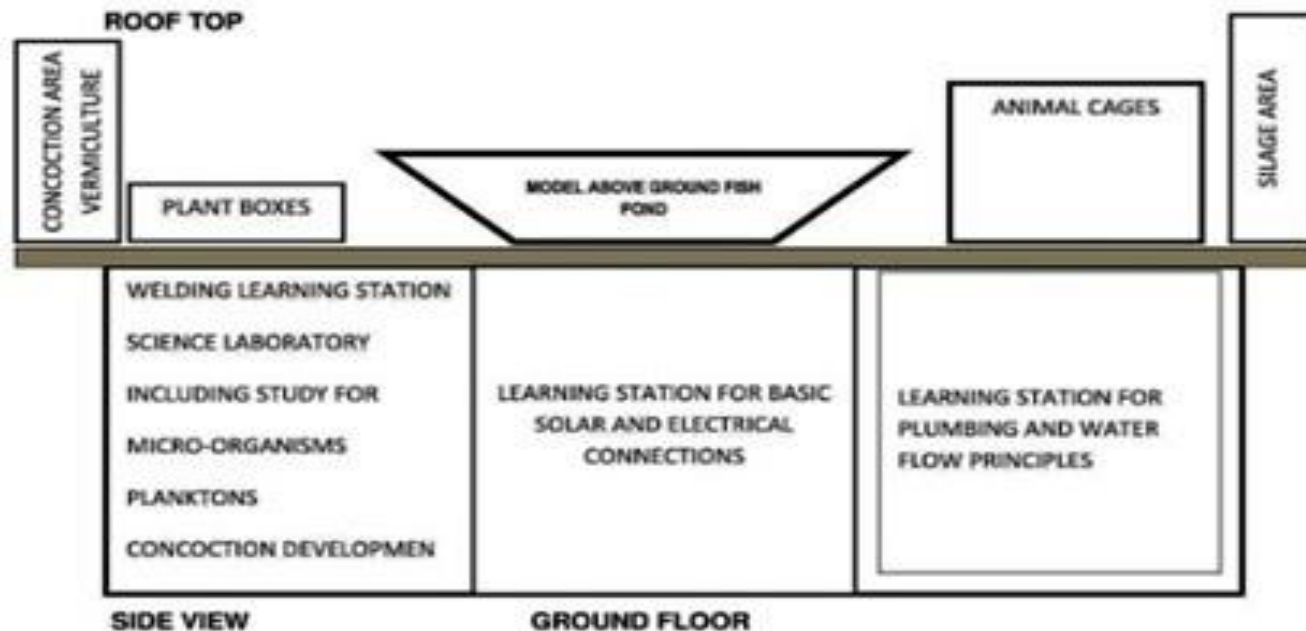 ROOF TOP
CONCOCTION AREA
VERMICULTURE
PLANT BOXES
MODEL ABOVE GROUND FISH
POND
ANIMAL CAGES
SILAGE AREA
WELDING LEARNING STATION
SCIENCE LABORATORY
INCLUDING STUDY FOR
MICRO-ORGANISMS
PLANKTONS
CONCOCTION DEVELOPMEN
LEARNING STATION FOR BASIC
SOLAR AND ELECTRICAL
CONNECTIONS
LEARNING STATION FOR
PLUMBING AND WATER
FLOW PRINCIPLES
SIDE VIEW
GROUND FLOOR